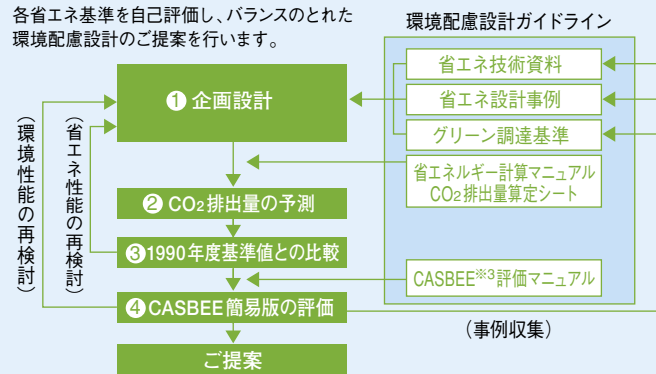 各省エネ基準を自己評価し、バランスのとれた
環境配慮設計のご提案を行います。
環境配慮設計ガイドライン
省エネ技術資料
省エネ設計事例
グリーン調達基準
省エネルギー計算マニュアル
CO2排出量算定シート
CASBEE※3評価マニュアル
(事例収集)
❶企画設計
❷CO2排出量の予測
❸1990年度基準値との比較
❹CASBEE簡易版の評価
ご提案
(省エネ性能の再検討)
(環境性能の再検討)